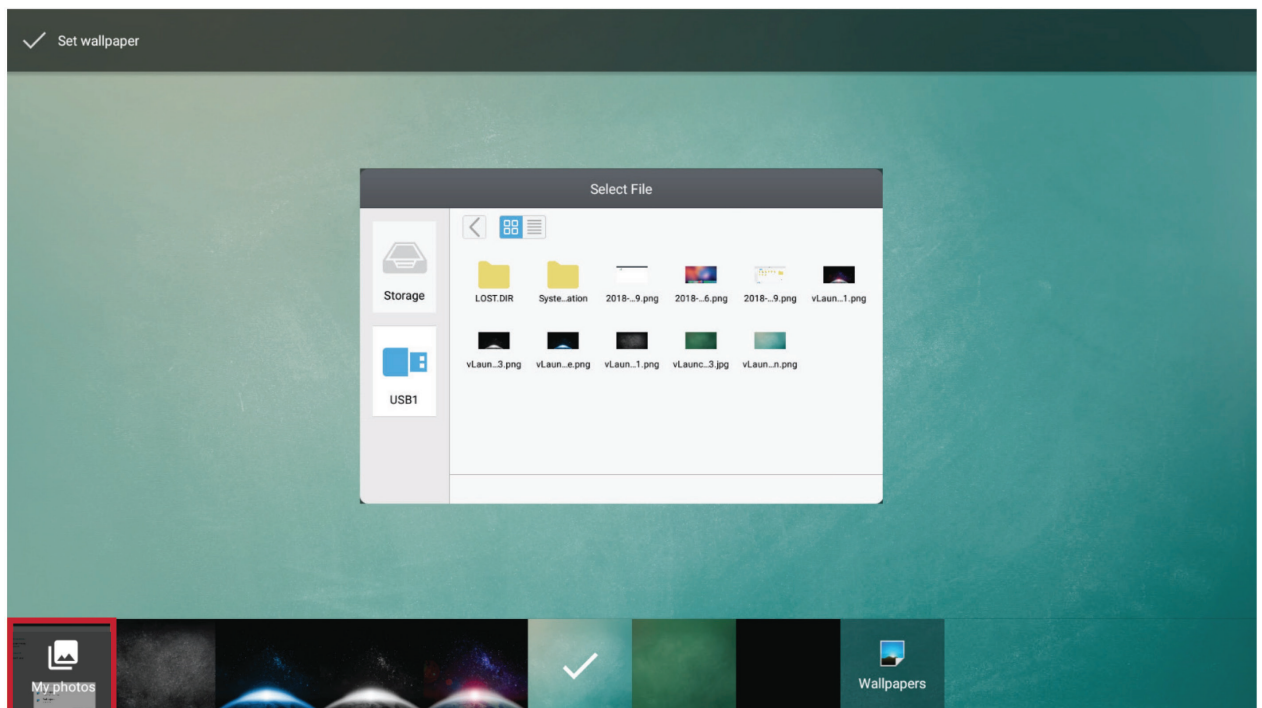 Set wallpaper
Select File
Storage
USB1
LOST.DIR Syste...ation 2018-...9.png 2018-...6.png 2018-...9.png vLaun...1.png
vLaun...3.png vLaun...e.png vLaun...1.png vLaunc...3.jpg vLaun...n.png
My photos
Wallpapers